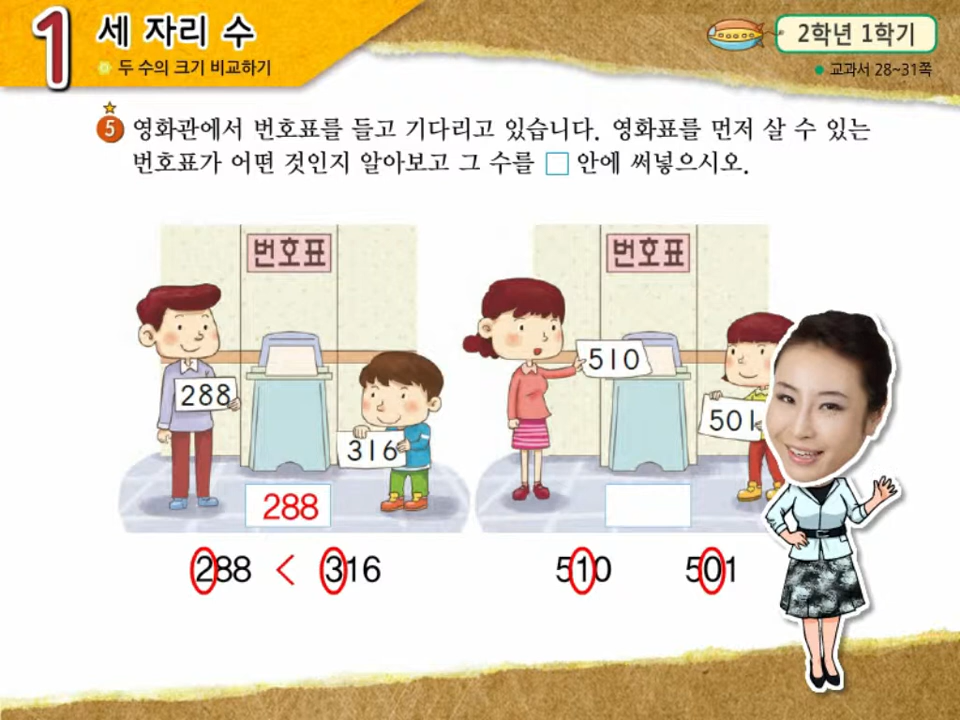 1 세 자리 수
두 수의 크기 비교하기
2학년 1학기
교과서 28~31쪽
5 영화관에서 번호표를 들고 기다리고 있습니다. 영화표를 먼저 살 수 있는
번호표가 어떤 것인지 알아보고 그 수를 □ 안에 써넣으시오.
번호표
288
316
288
288 < 316
번호표
510
501
510 501